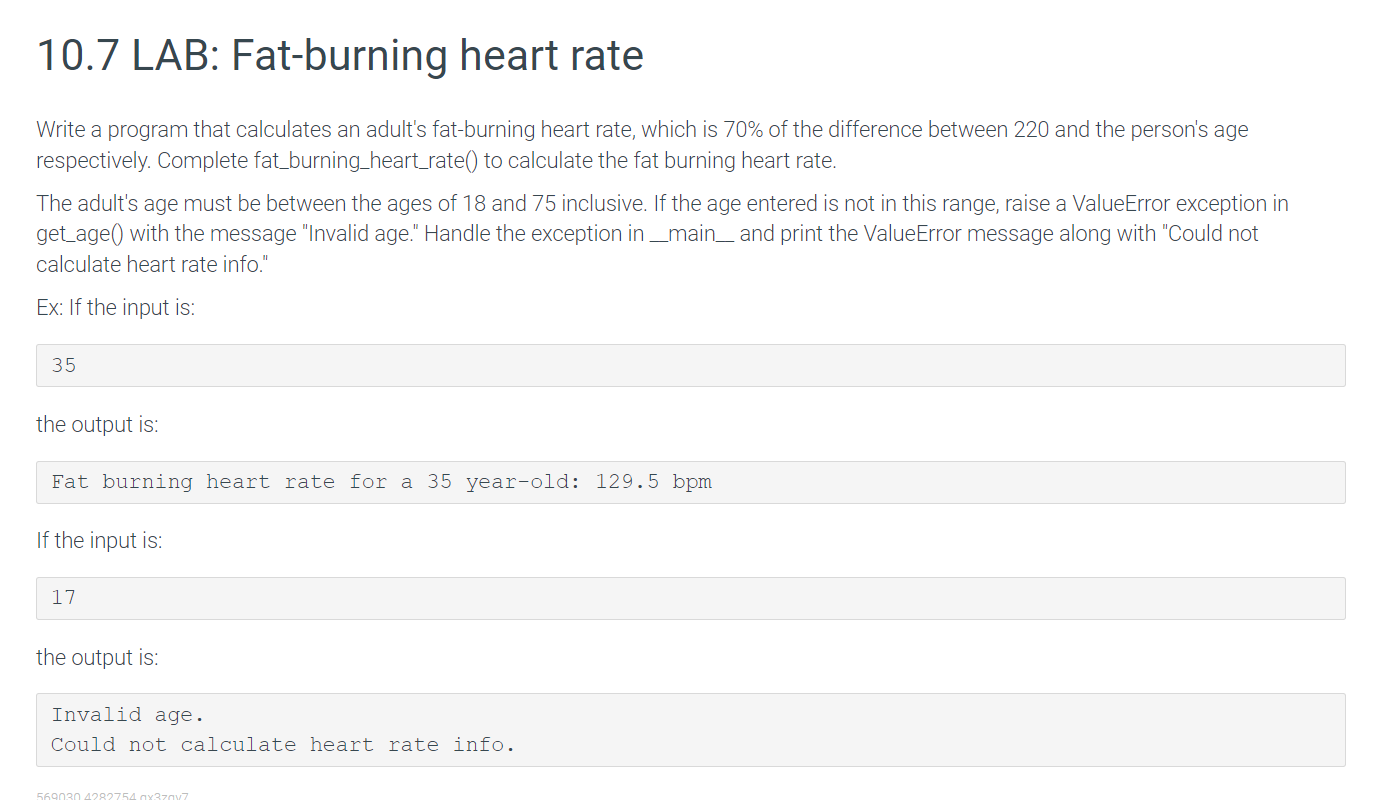 10.7 LAB: Fat-burning heart rate
Write a program that calculates an adult's fat-burning heart rate, which is 70% of the difference between 220 and the person's age
respectively. Complete fat_burning_heart_rate() to calculate the fat burning heart rate.
The adult's age must be between the ages of 18 and 75 inclusive. If the age entered is not in this range, raise a ValueError exception in
get_age() with the message "Invalid age." Handle the exception in __main__ and print the ValueError message along with "Could not
calculate heart rate info."
Ex: If the input is:
35
the output is:
Fat burning heart rate for a 35 year-old: 129.5 bpm
If the input is:
17
the output is:
Invalid age.
Could not calculate heart rate info.
569030.4282754